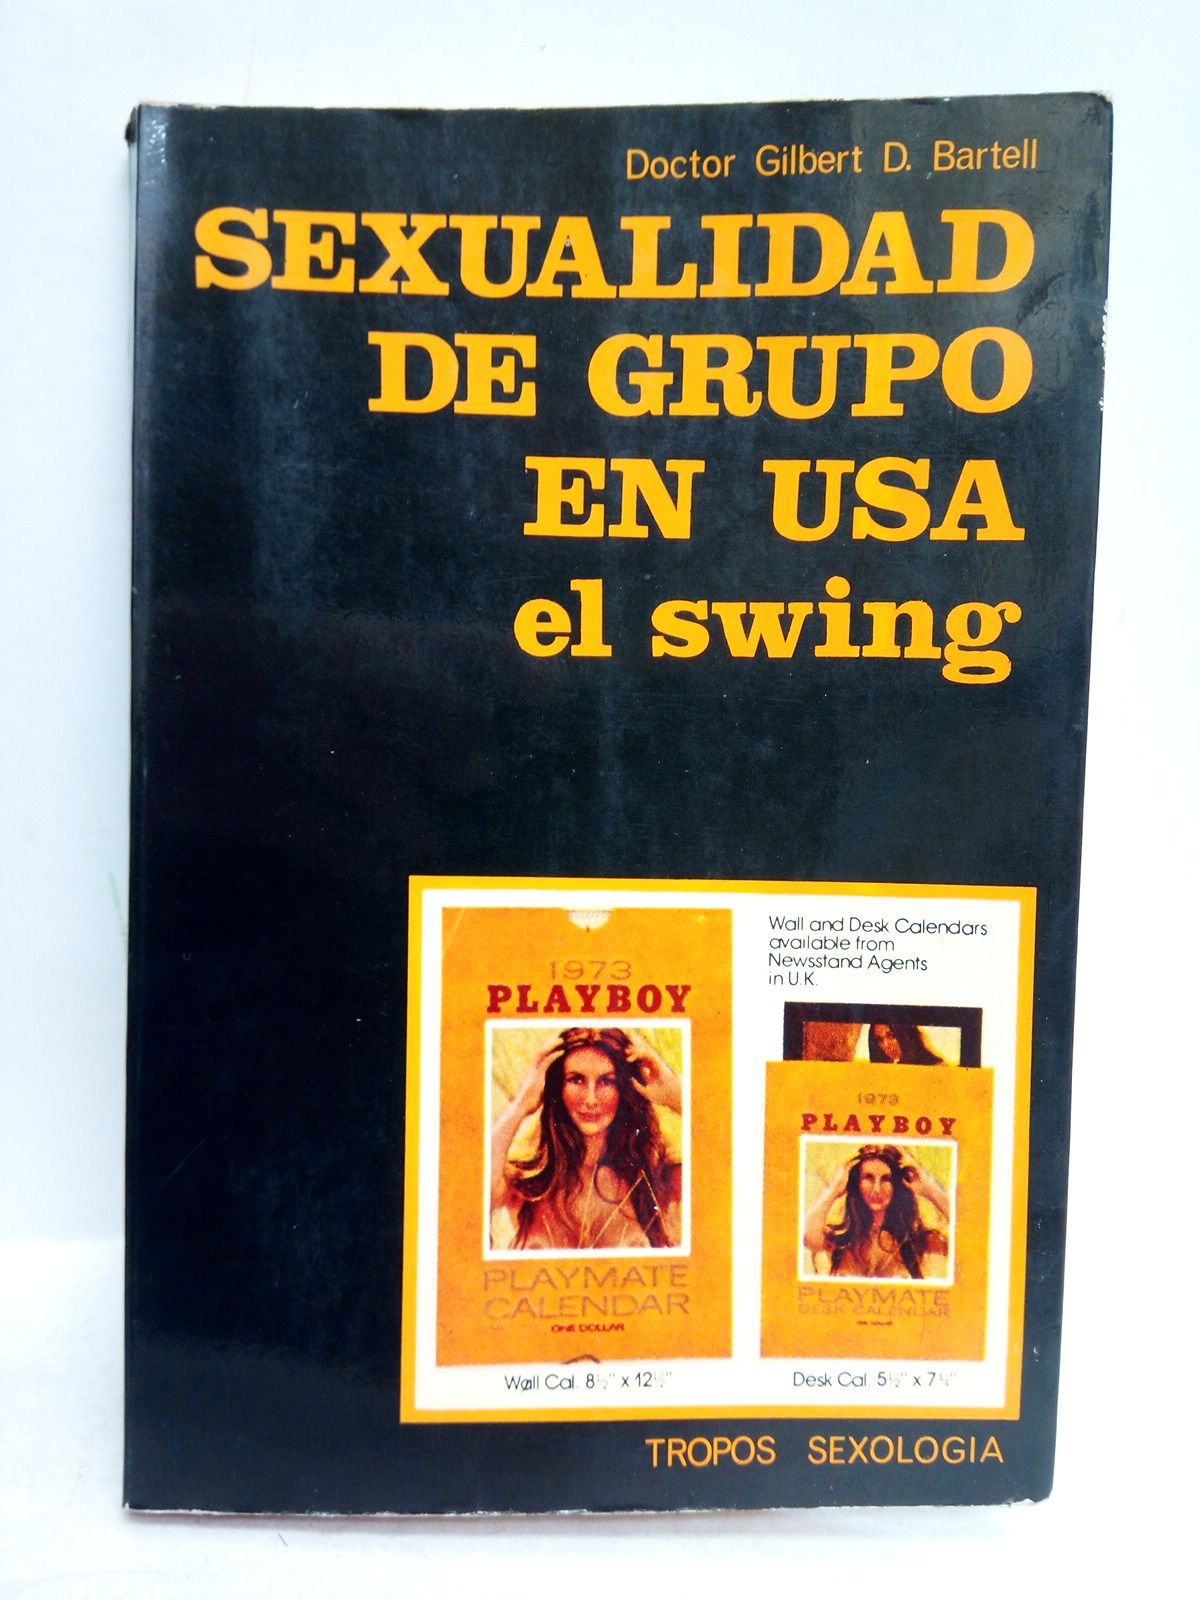 Doctor Gilbert D. Bartell
SEXUALIDAD
DE GRUPO
EN USA
el swing
1973
PLAYBOY
PLAYMATE
CALENDAR
ONE DOLLAR
Wall Cal. 8½" x 12½"
Wall and Desk Calendars
available from
Newsstand Agents
in U.K.
1973
PLAYBOY
PLAYMATE
DESK CALENDAR
ONE DOLLAR
Desk Cal. 5½" x 7¼"
TROPOS SEXOLOGIA